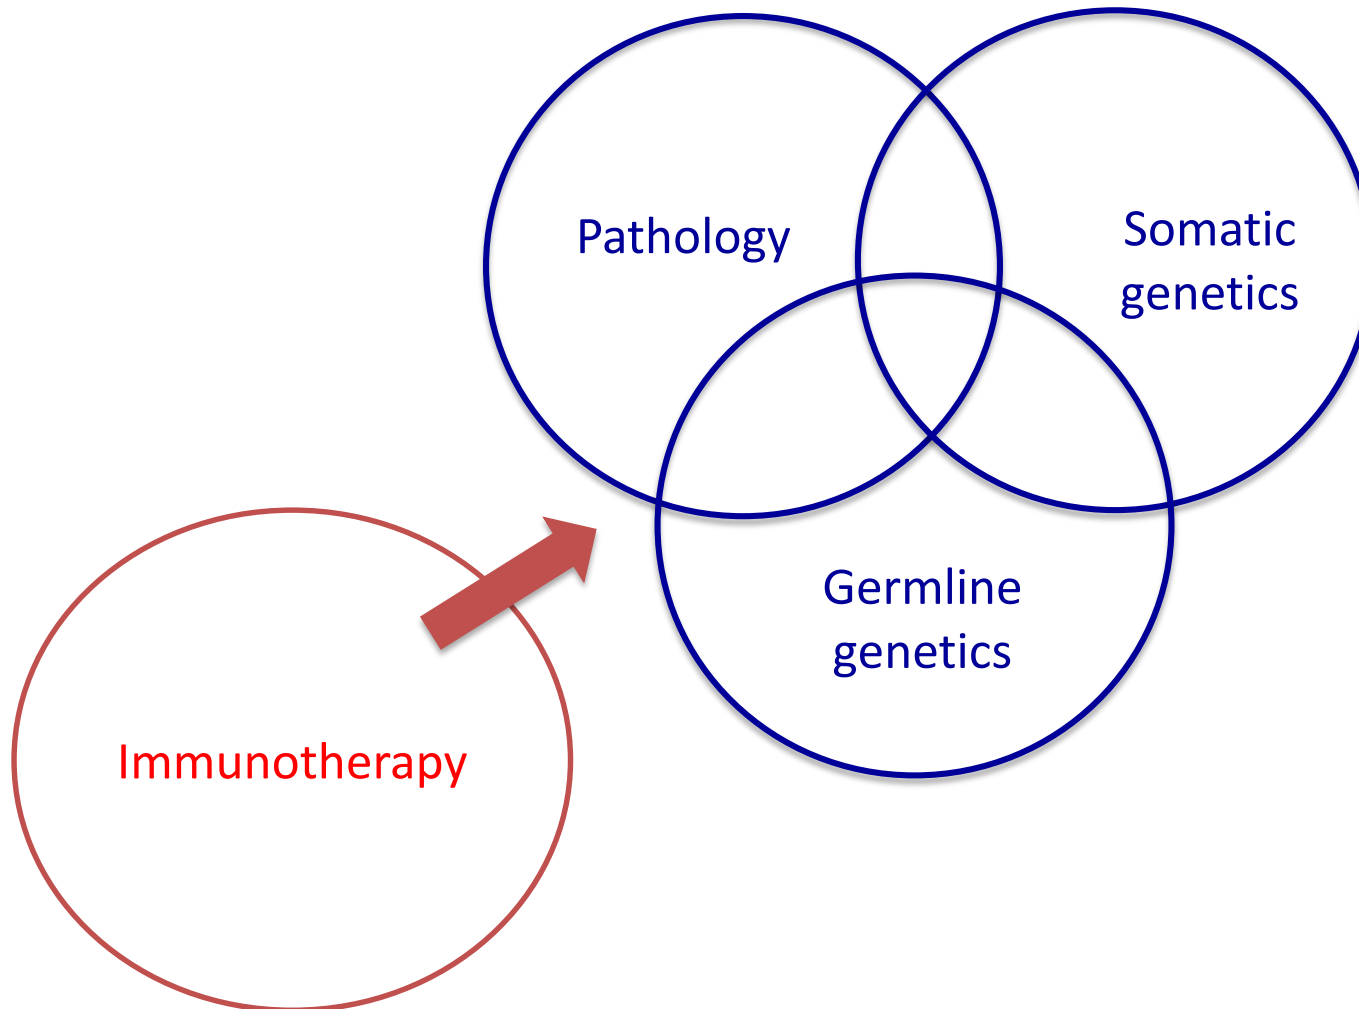 Pathology
Somatic
genetics
Germline
genetics
Immunotherapy